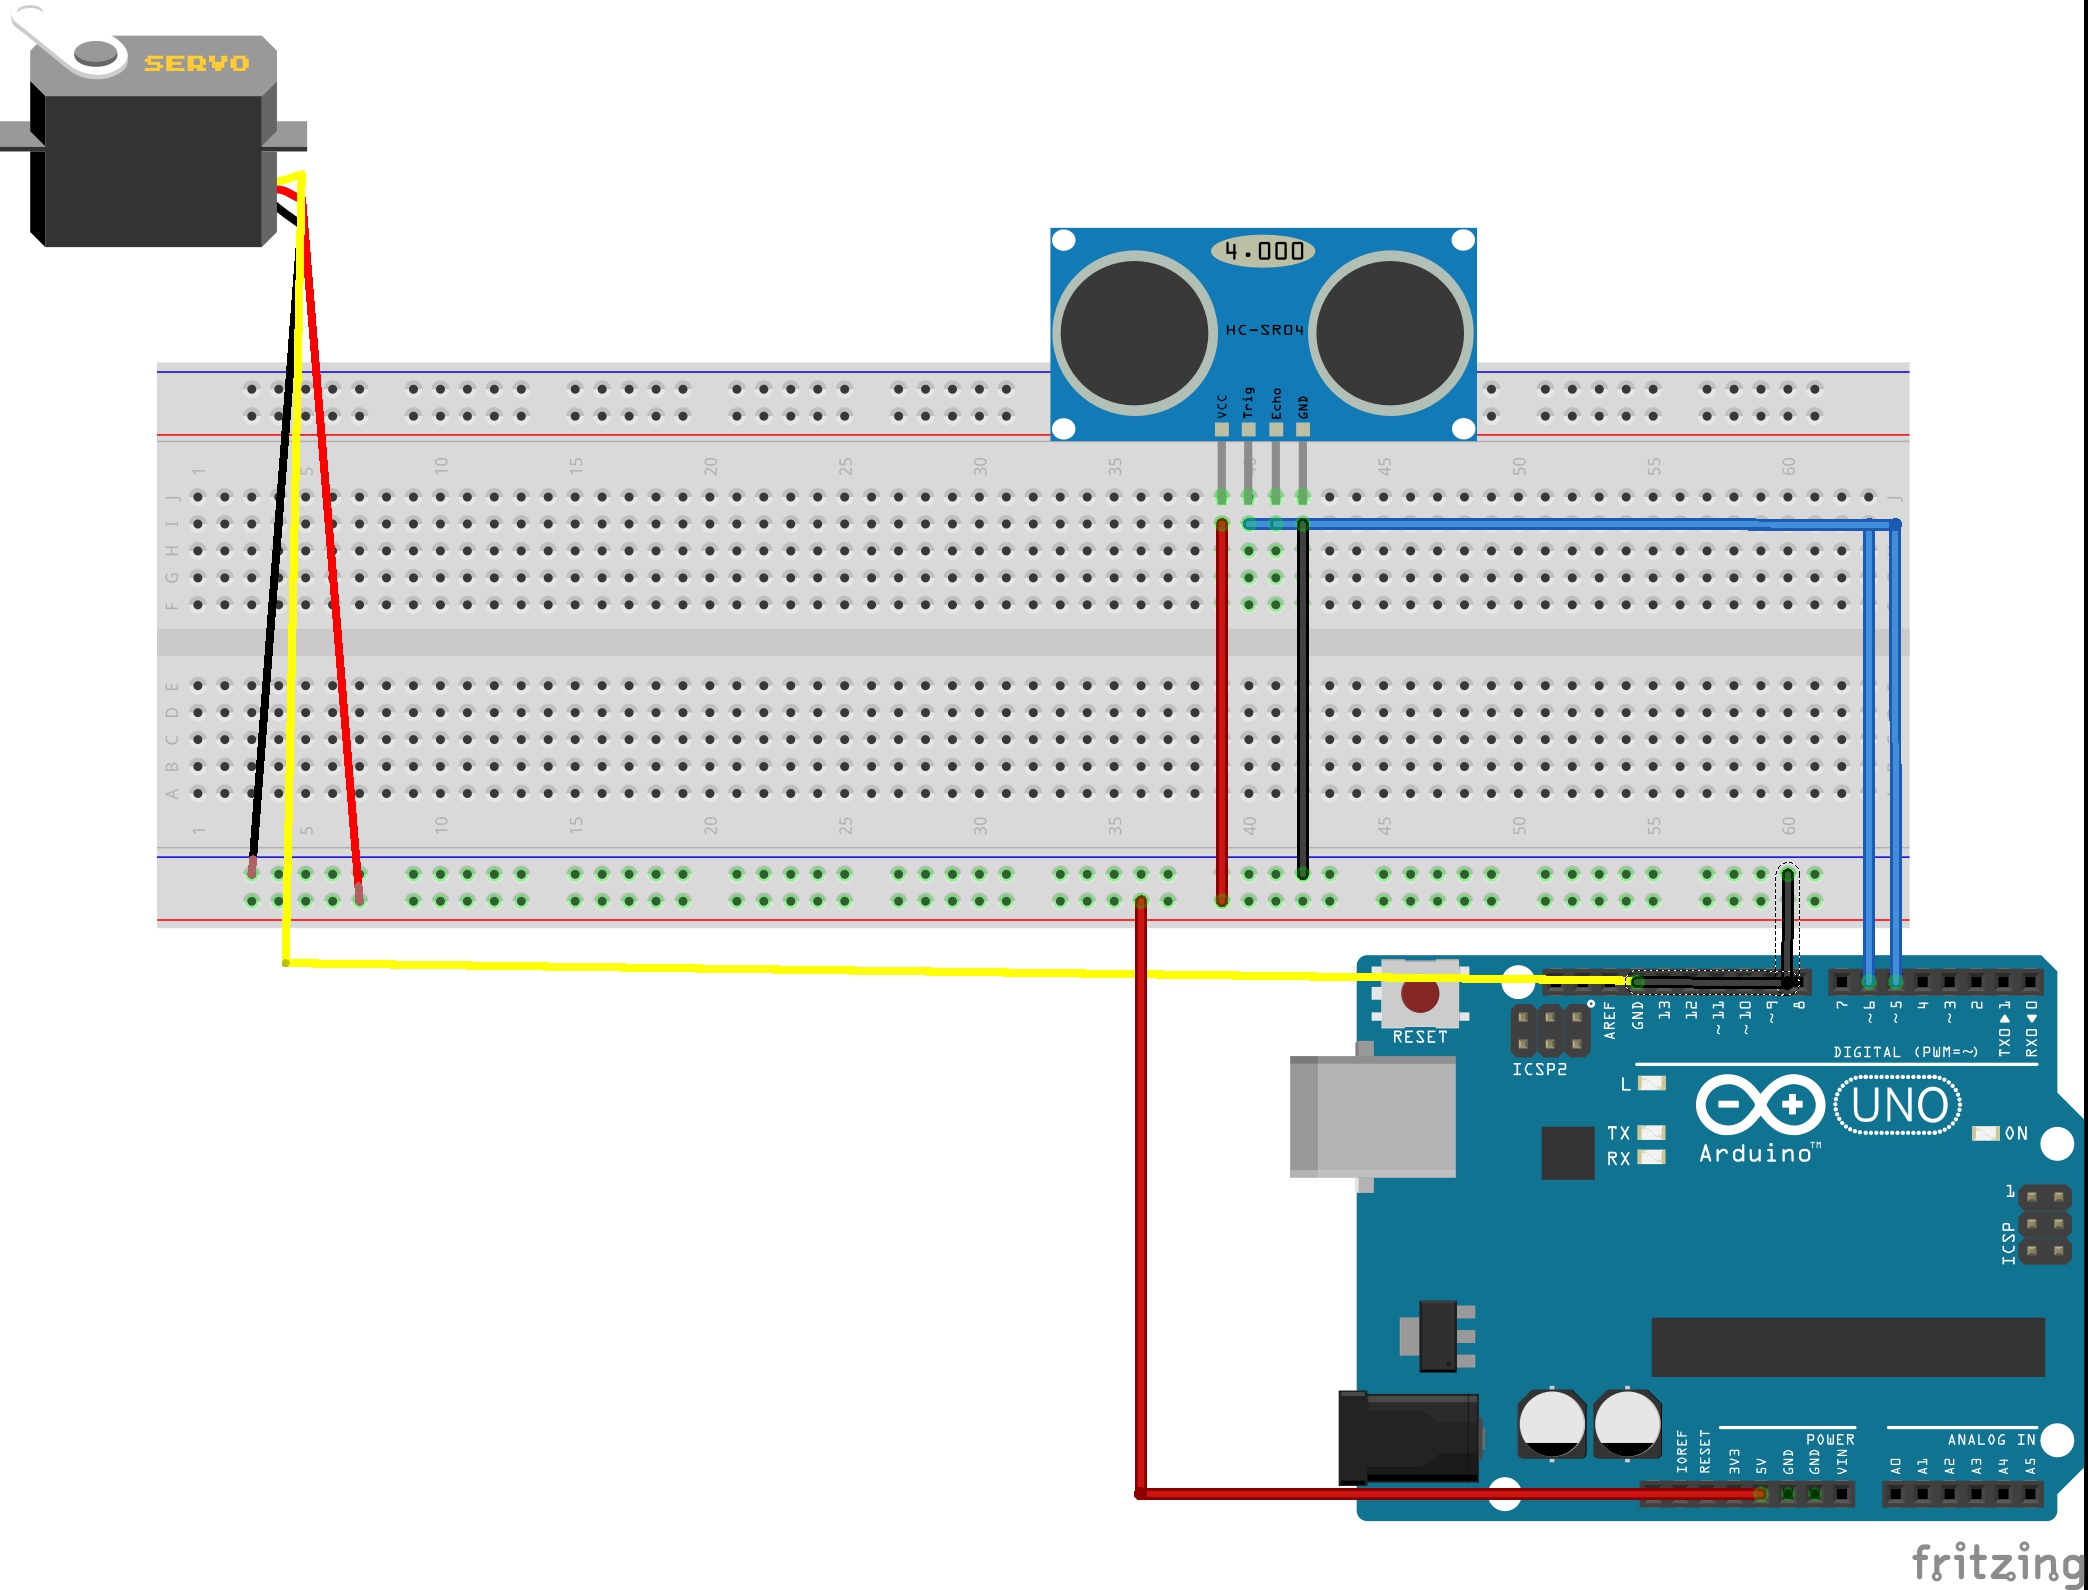 SERVO
4.000
HC-SR04
VCC
Trig
Echo
GND
1
5
10
15
20
25
30
35
45
50
55
60
J
J
I
H
G
F
E
D
C
B
A
1
5
10
15
20
25
30
35
40
45
50
55
60
RESET
AREF
GND
13
12
~11
~10
~9
8
7
~6
~5
4
~3
2
TX0▶1
RX0◀0
DIGITAL (PWM=~)
ICSP2
L
TX
RX
UNO
Arduino™
ON
1
ICSP
IOREF
RESET
3V3
5V
GND
GND
VIN
POWER
ANALOG IN
A0
A1
A2
A3
A4
A5
fritzing